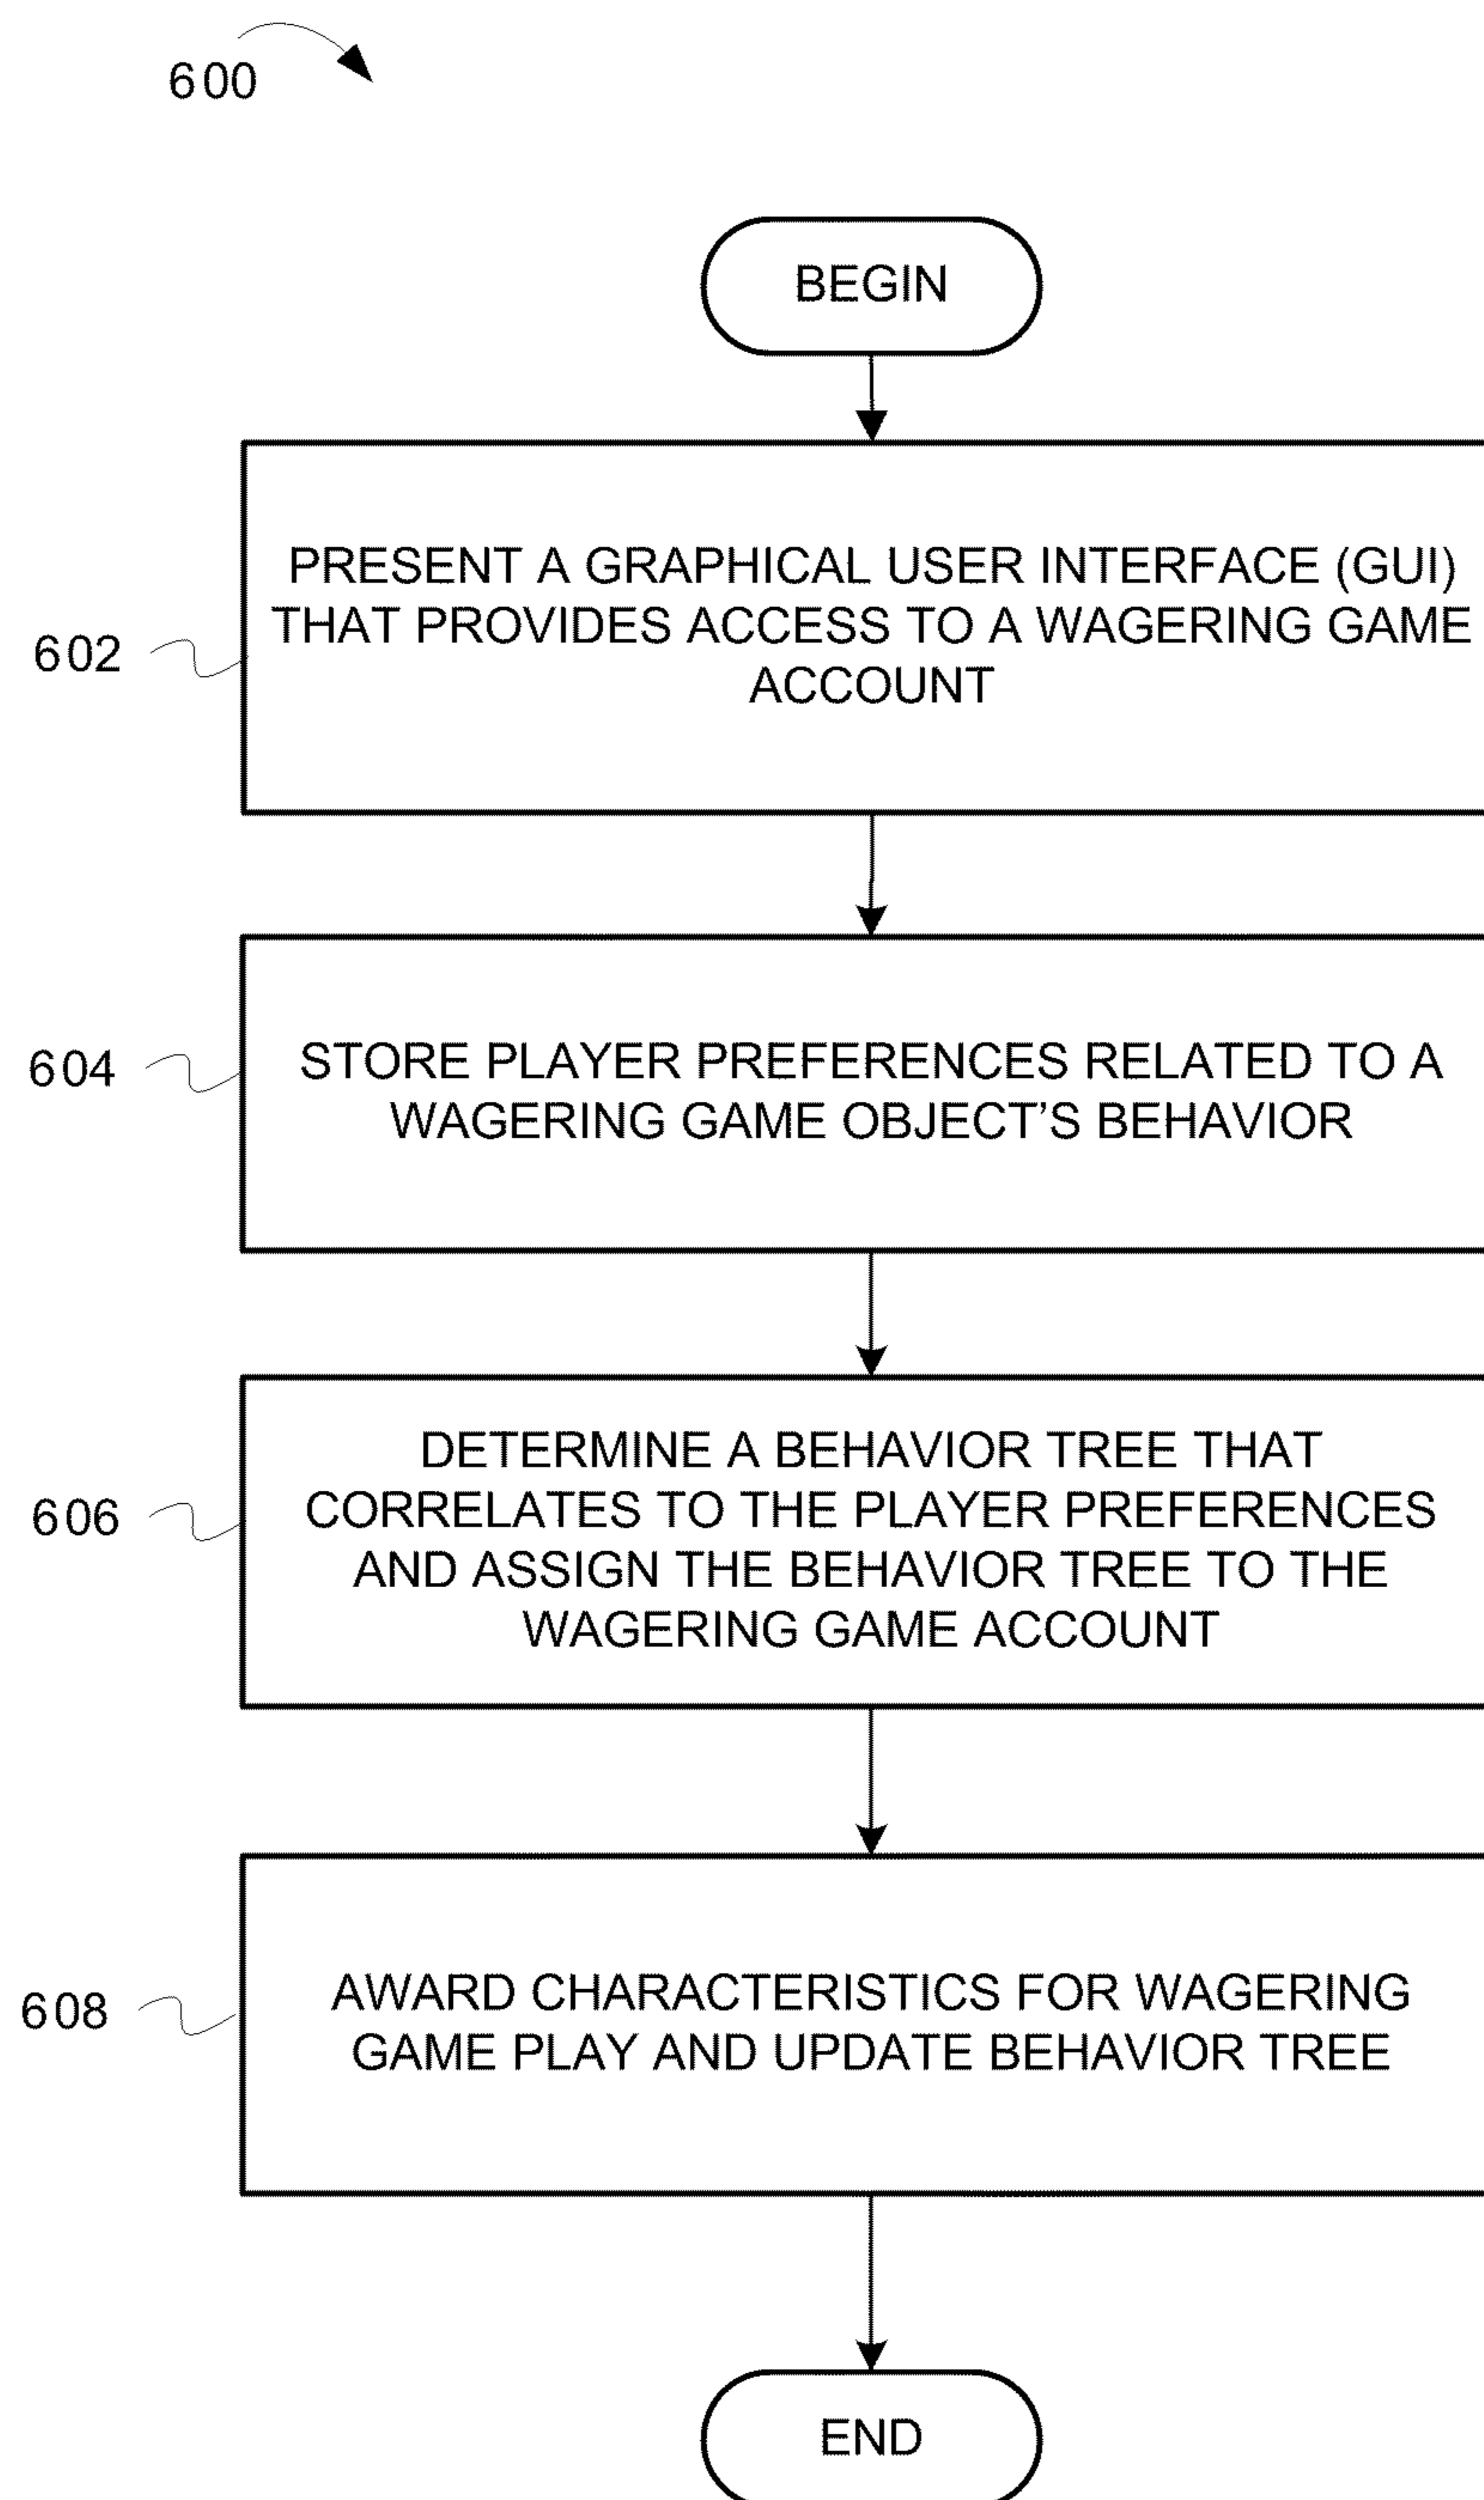 600
BEGIN
PRESENT A GRAPHICAL USER INTERFACE (GUI)
THAT PROVIDES ACCESS TO A WAGERING GAME
ACCOUNT
602
STORE PLAYER PREFERENCES RELATED TO A
WAGERING GAME OBJECT’S BEHAVIOR
604
DETERMINE A BEHAVIOR TREE THAT
CORRELATES TO THE PLAYER PREFERENCES
AND ASSIGN THE BEHAVIOR TREE TO THE
WAGERING GAME ACCOUNT
606
AWARD CHARACTERISTICS FOR WAGERING
GAME PLAY AND UPDATE BEHAVIOR TREE
608
END